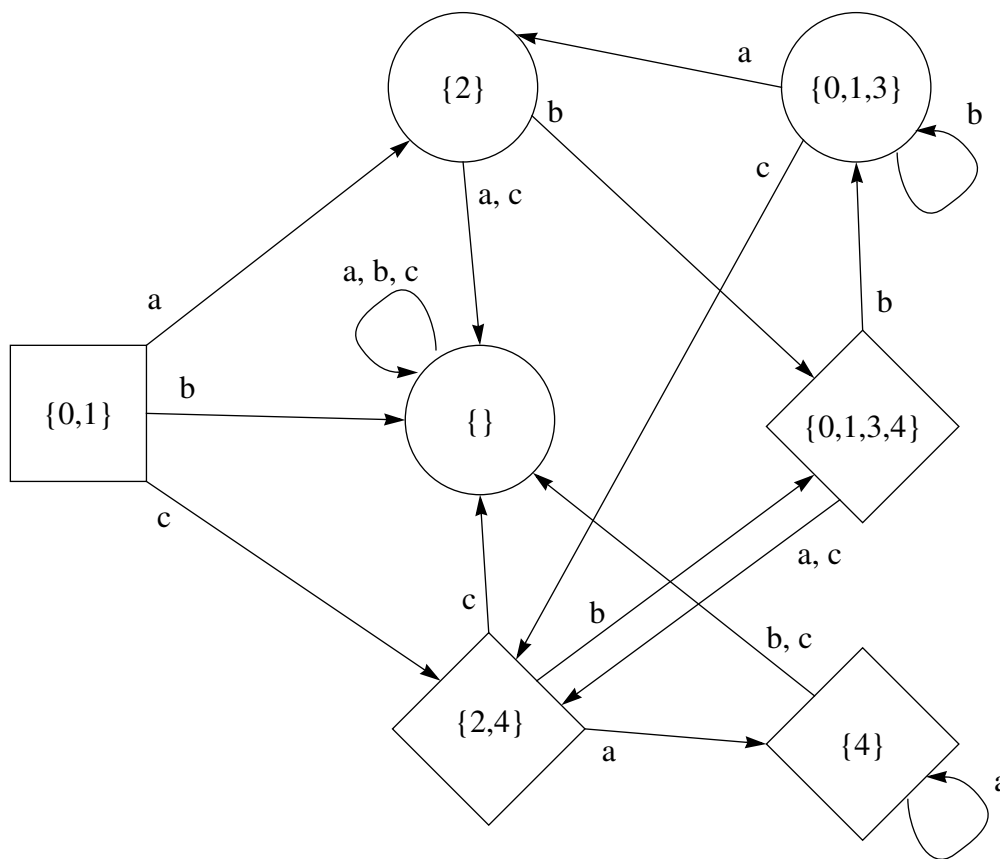 {2}
{0,1,3}
a
b
b
c
a, c
a, b, c
a
b
{0,1}
b
{}
{0,1,3,4}
c
a, c
c
b
b, c
{2,4}
{4}
a
a